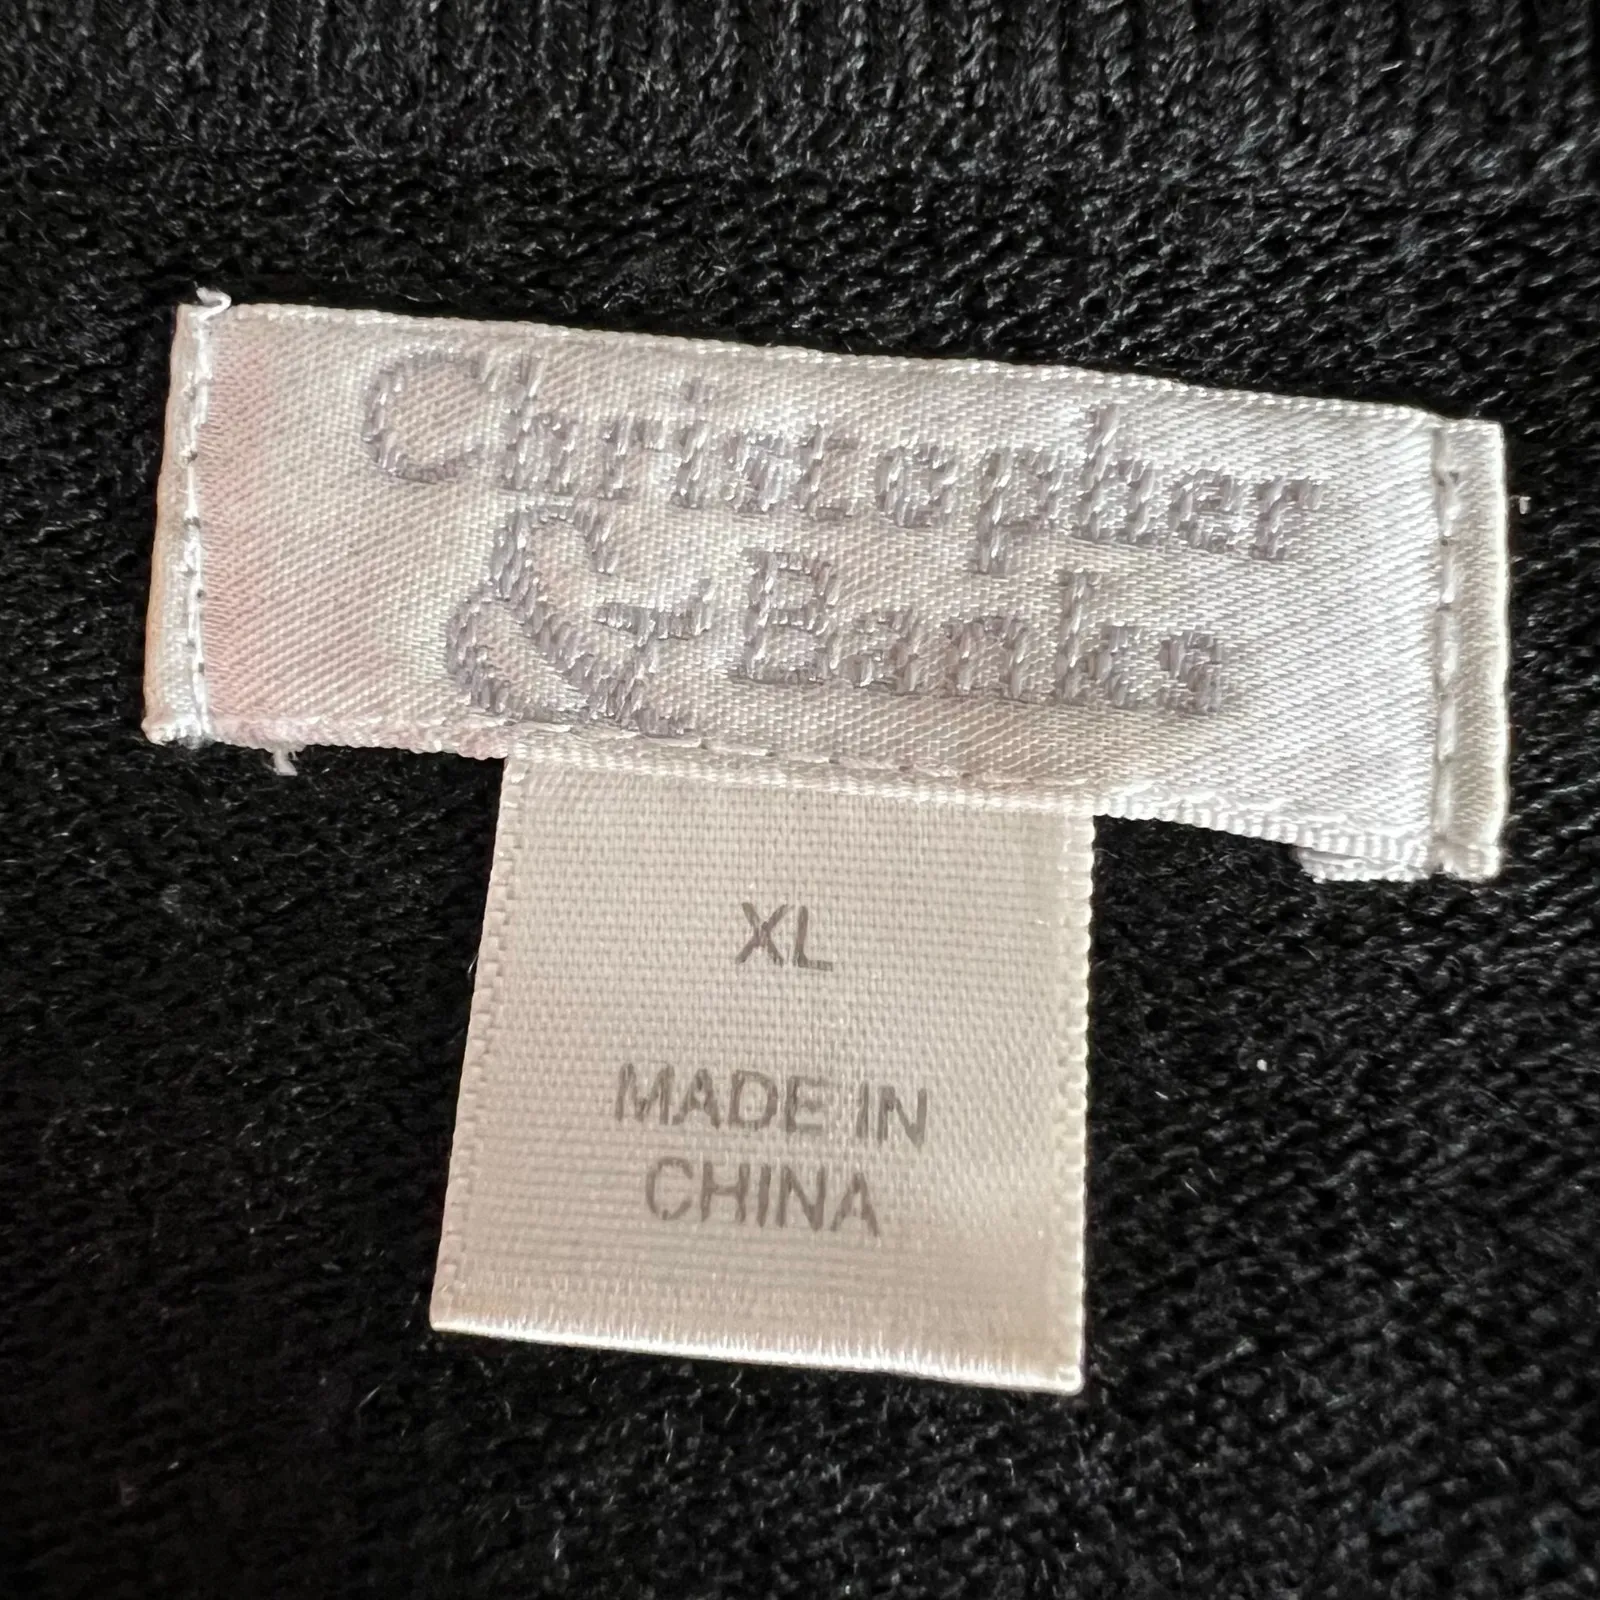 Christopher
& Banks
XL
MADE IN
CHINA